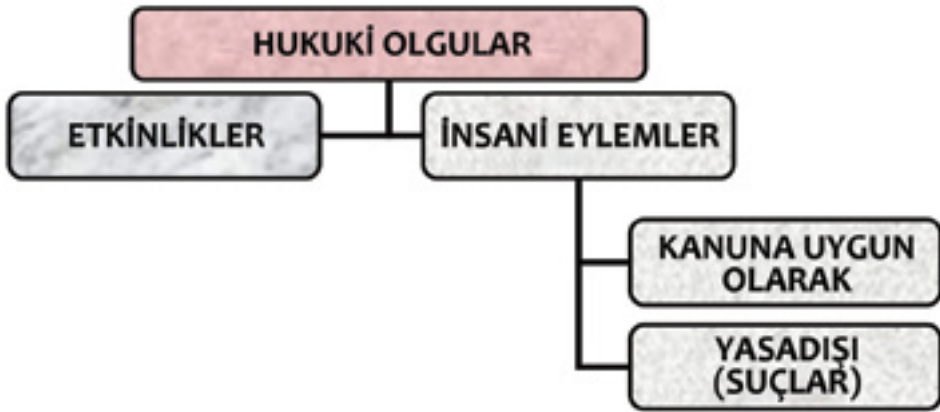 HUKUKİ OLGULAR
ETKİNLİKLER
İNSANİ EYLEMLER
KANUNA UYGUN
OLARAK
YASADIŞI
(SUÇLAR)